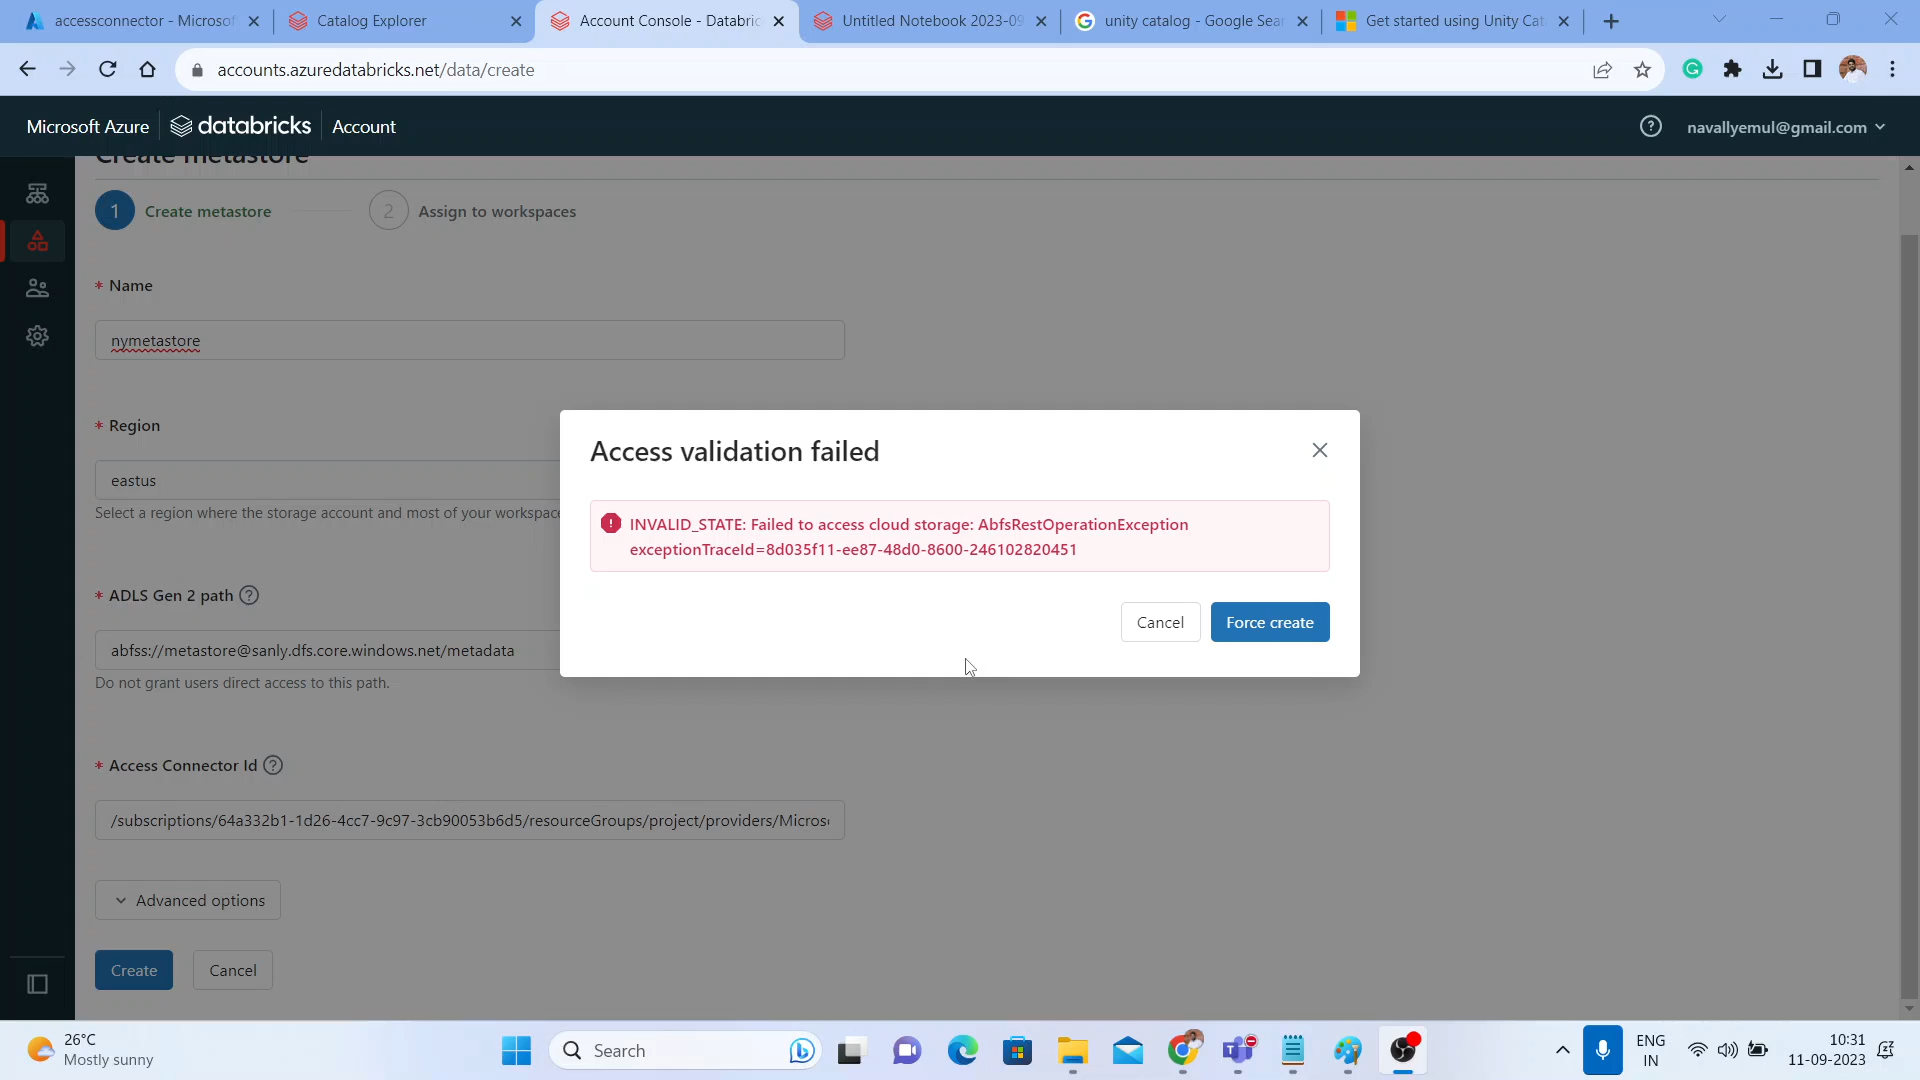 accessconnector - Microsof
Catalog Explorer
Account Console - Databric
Untitled Notebook 2023-09
unity catalog - Google Sear
Get started using Unity Cat
accounts.azuredatabricks.net/data/create
Microsoft Azure
databricks
Account
navallyemul@gmail.com
Create metastore
1 Create metastore
2 Assign to workspaces
* Name
nymetastore
* Region
eastus
Select a region where the storage account and most of your workspace
* ADLS Gen 2 path
abfss://metastore@sanly.dfs.core.windows.net/metadata
Do not grant users direct access to this path.
* Access Connector Id
/subscriptions/64a332b1-1d26-4cc7-9c97-3cb90053b6d5/resourceGroups/project/providers/Microso
Advanced options
Create
Cancel
Access validation failed
INVALID_STATE: Failed to access cloud storage: AbfsRestOperationException
exceptionTraceId=8d035f11-ee87-48d0-8600-246102820451
Cancel
Force create
26°C
Mostly sunny
Search
ENG
IN
10:31
11-09-2023